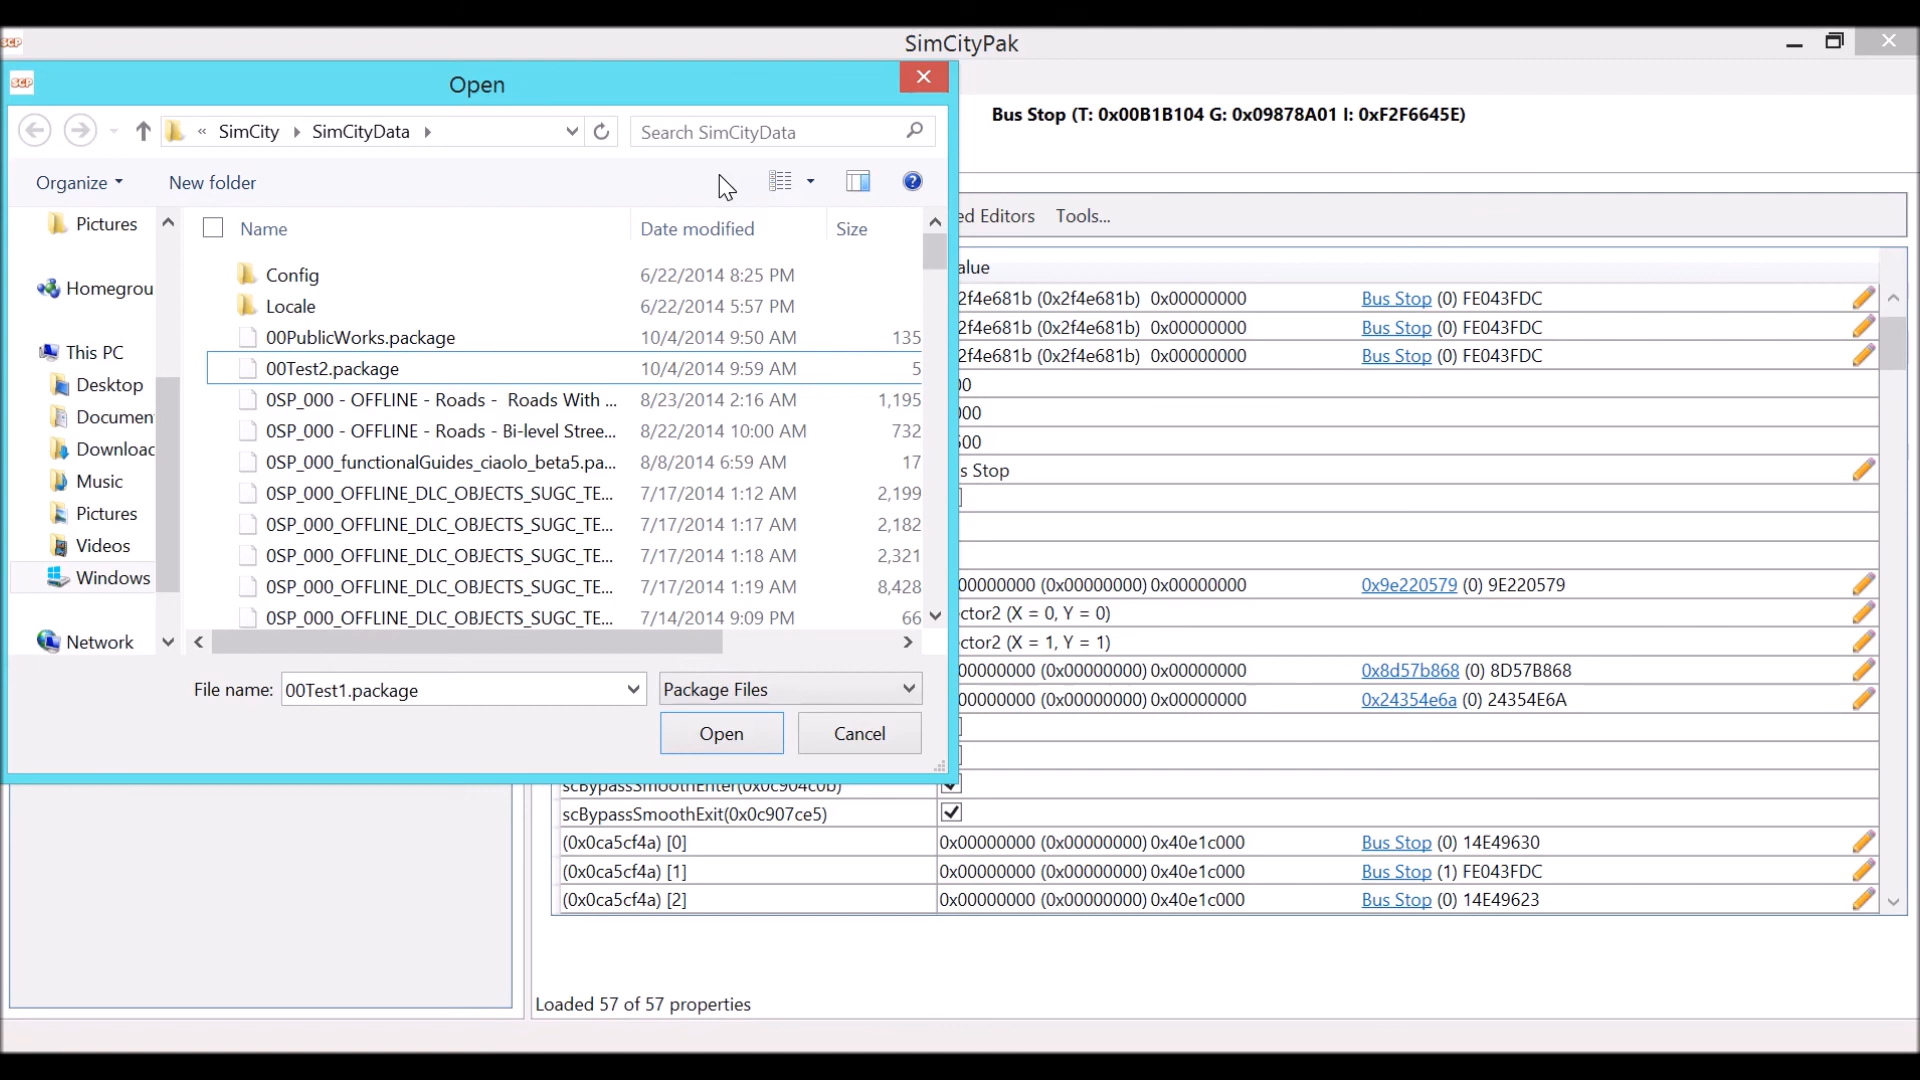 SCP SimCityPak
SCP Open
Bus Stop (T: 0x00B1B104 G: 0x09878A01 I: 0xF2F6645E)
« SimCity SimCityData Search SimCityData
Organize New folder
ed Editors Tools...
Name Date modified Size
alue
Pictures
Homegrou
This PC
Desktop
Documen
Downloac
Music
Pictures
Videos
Windows
Network
Config 6/22/2014 8:25 PM
Locale 6/22/2014 5:57 PM
00PublicWorks.package 10/4/2014 9:50 AM 135
00Test2.package 10/4/2014 9:59 AM 5
0SP_000 - OFFLINE - Roads - Roads With ... 8/23/2014 2:16 AM 1,195
0SP_000 - OFFLINE - Roads - Bi-level Stree... 8/22/2014 10:00 AM 732
0SP_000_functionalGuides_ciaolo_beta5.pa... 8/8/2014 6:59 AM 17
0SP_000_OFFLINE_DLC_OBJECTS_SUGC_TE... 7/17/2014 1:12 AM 2,199
0SP_000_OFFLINE_DLC_OBJECTS_SUGC_TE... 7/17/2014 1:17 AM 2,182
0SP_000_OFFLINE_DLC_OBJECTS_SUGC_TE... 7/17/2014 1:18 AM 2,321
0SP_000_OFFLINE_DLC_OBJECTS_SUGC_TE... 7/17/2014 1:19 AM 8,428
0SP_000_OFFLINE_DLC_OBJECTS_SUGC_TE... 7/14/2014 9:09 PM 66
File name: 00Test1.package Package Files
Open Cancel
2f4e681b (0x2f4e681b) 0x00000000 Bus Stop (0) FE043FDC
2f4e681b (0x2f4e681b) 0x00000000 Bus Stop (0) FE043FDC
2f4e681b (0x2f4e681b) 0x00000000 Bus Stop (0) FE043FDC
00
000
500
s Stop
00000000 (0x00000000) 0x00000000 0x9e220579 (0) 9E220579
ector2 (X = 0, Y = 0)
ector2 (X = 1, Y = 1)
00000000 (0x00000000) 0x00000000 0x8d57b868 (0) 8D57B868
00000000 (0x00000000) 0x00000000 0x24354e6a (0) 24354E6A
scBypassSmoothEnter(0x0c904c0b)
scBypassSmoothExit(0x0c907ce5)
(0x0ca5cf4a) [0] 0x00000000 (0x00000000) 0x40e1c000 Bus Stop (0) 14E49630
(0x0ca5cf4a) [1] 0x00000000 (0x00000000) 0x40e1c000 Bus Stop (1) FE043FDC
(0x0ca5cf4a) [2] 0x00000000 (0x00000000) 0x40e1c000 Bus Stop (0) 14E49623
Loaded 57 of 57 properties